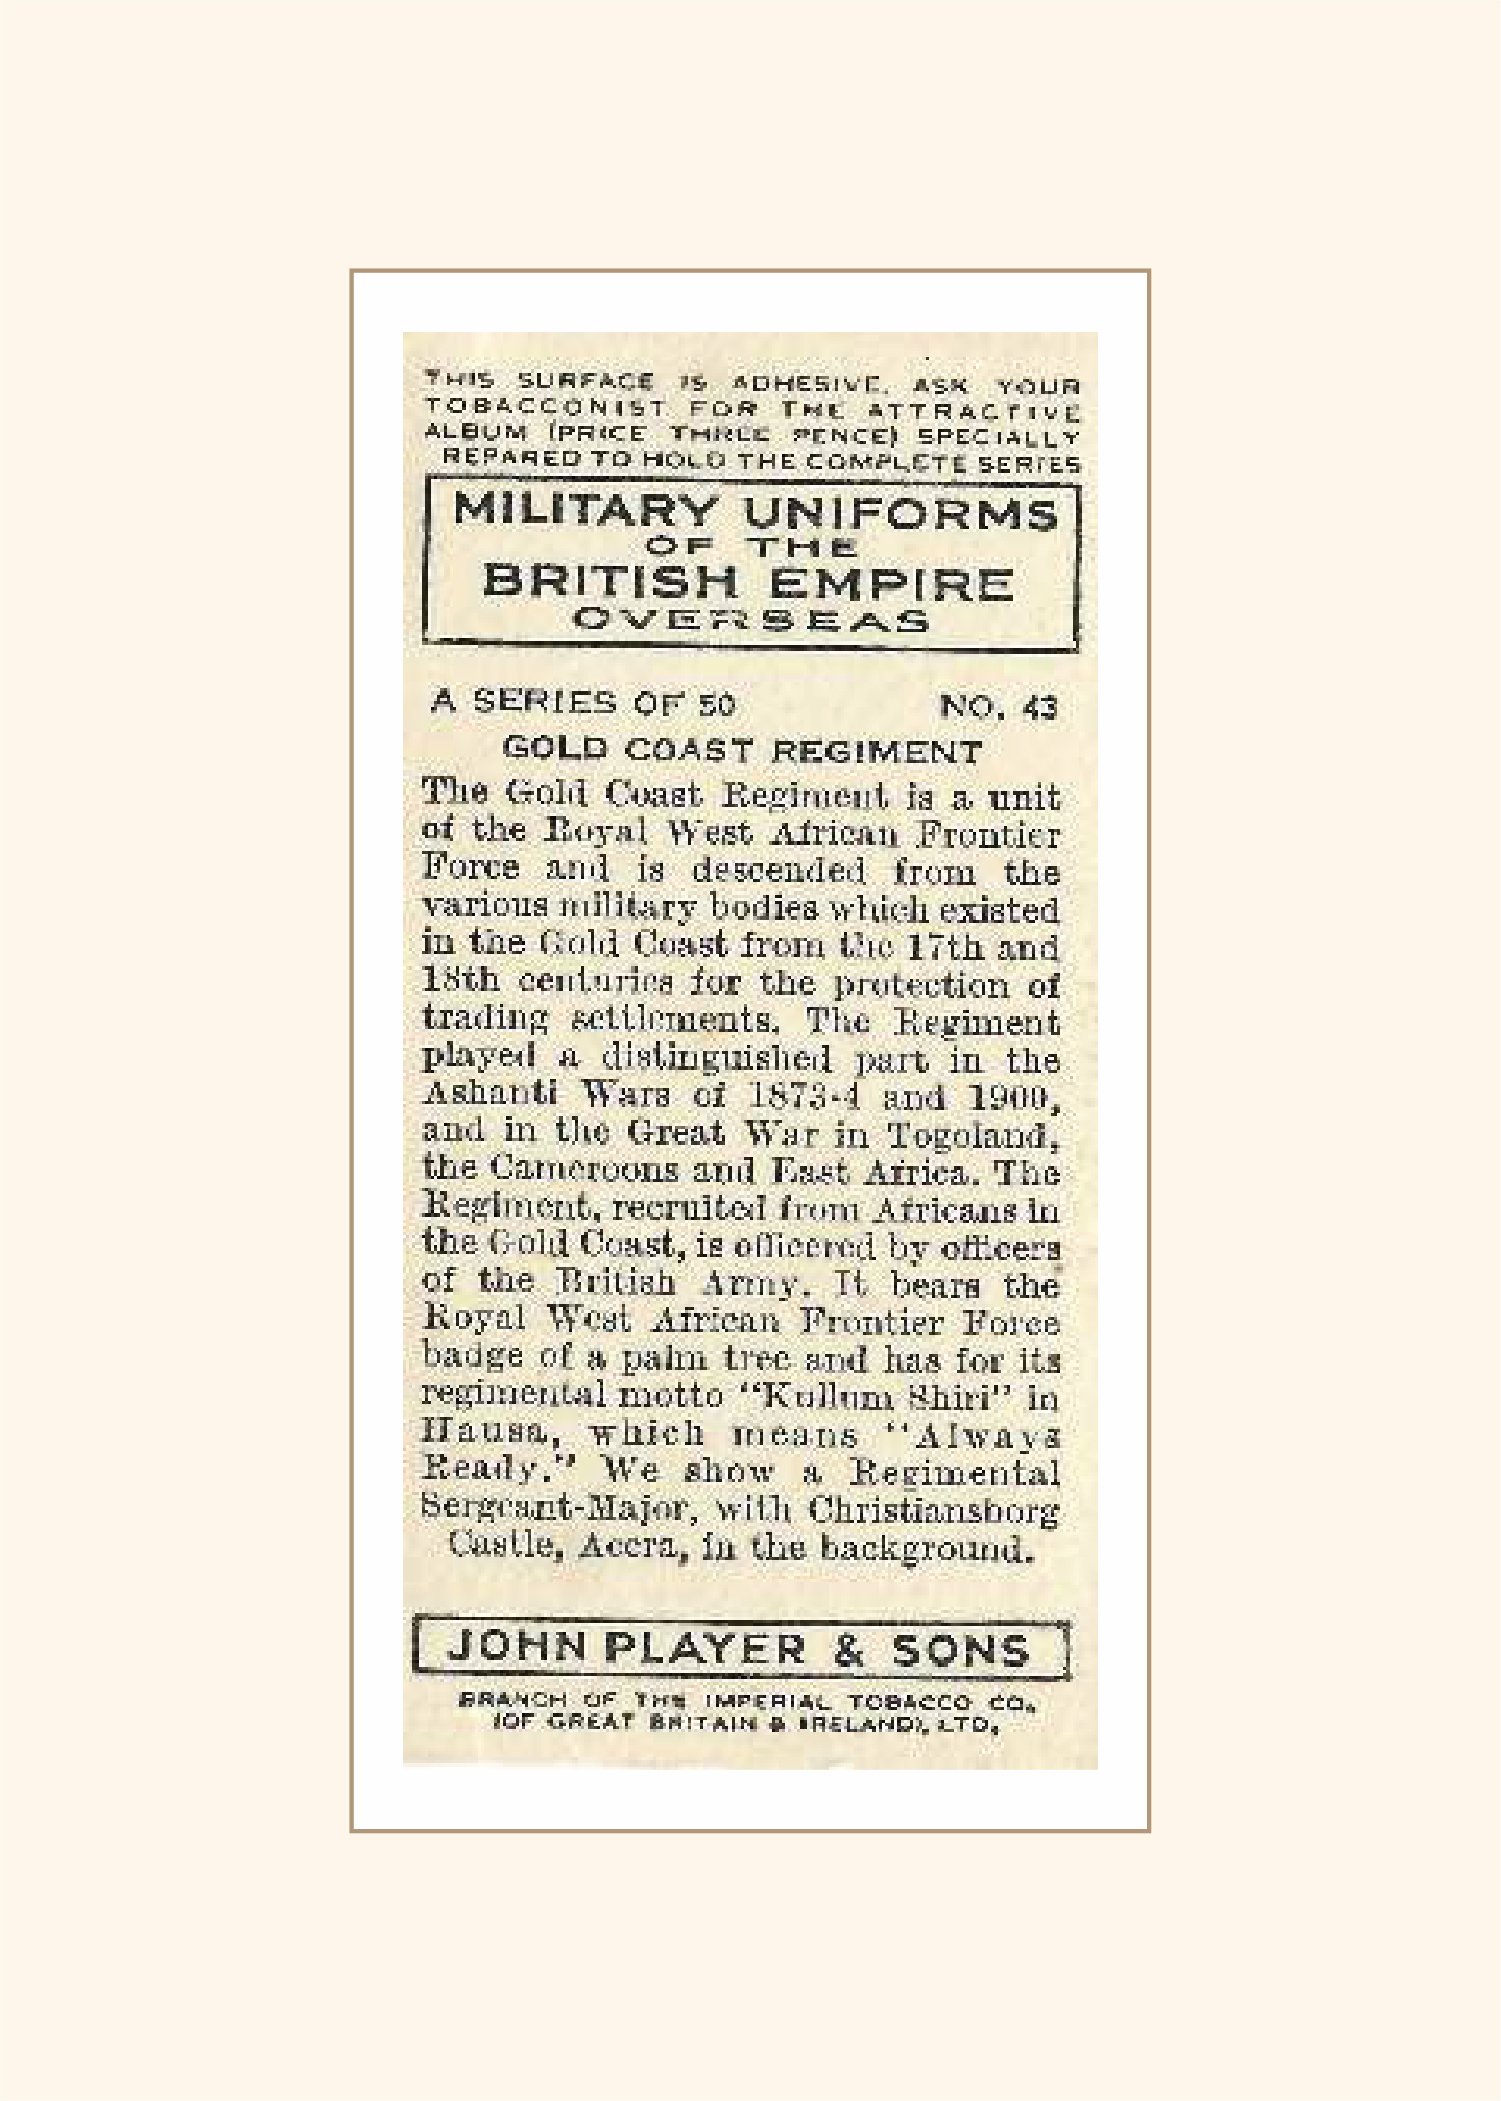 THIS SURFACE IS ADHESIVE. ASK YOUR
TOBACCONIST FOR THE ATTRACTIVE
ALBUM (PRICE THREE PENCE) SPECIALLY
REPARED TO HOLD THE COMPLETE SERIES
MILITARY UNIFORMS
OF THE
BRITISH EMPIRE
OVERSEAS
A SERIES OF 50 NO. 43
GOLD COAST REGIMENT
The Gold Coast Regiment is a unit
of the Royal West African Frontier
Force and is descended from the
various military bodies which existed
in the Gold Coast from the 17th and
18th centuries for the protection of
trading settlements. The Regiment
played a distinguished part in the
Ashanti Wars of 1873-4 and 1900,
and in the Great War in Togoland,
the Cameroons and East Africa. The
Regiment, recruited from Africans in
the Gold Coast, is officered by officers
of the British Army. It bears the
Royal West African Frontier Force
badge of a palm tree and has for its
regimental motto "Kullum Shiri" in
Hausa, which means "Always
Ready." We show a Regimental
Sergeant-Major, with Christiansborg
Castle, Accra, in the background.
JOHN PLAYER & SONS
BRANCH OF THE IMPERIAL TOBACCO CO.
(OF GREAT BRITAIN & IRELAND), LTD.